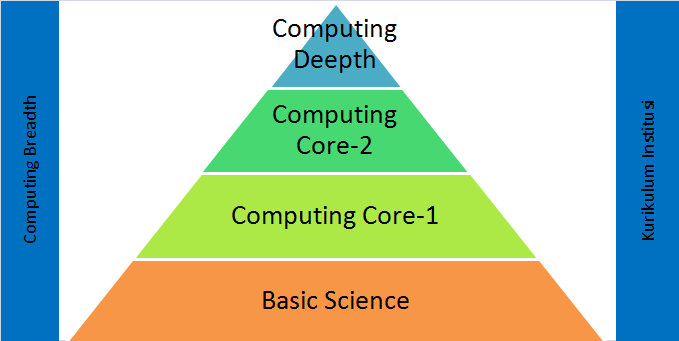 Computing
Deepth
Computing
Core-2
Computing Core-1
Basic Science
Computing Breadth
Kurikulum Institusi